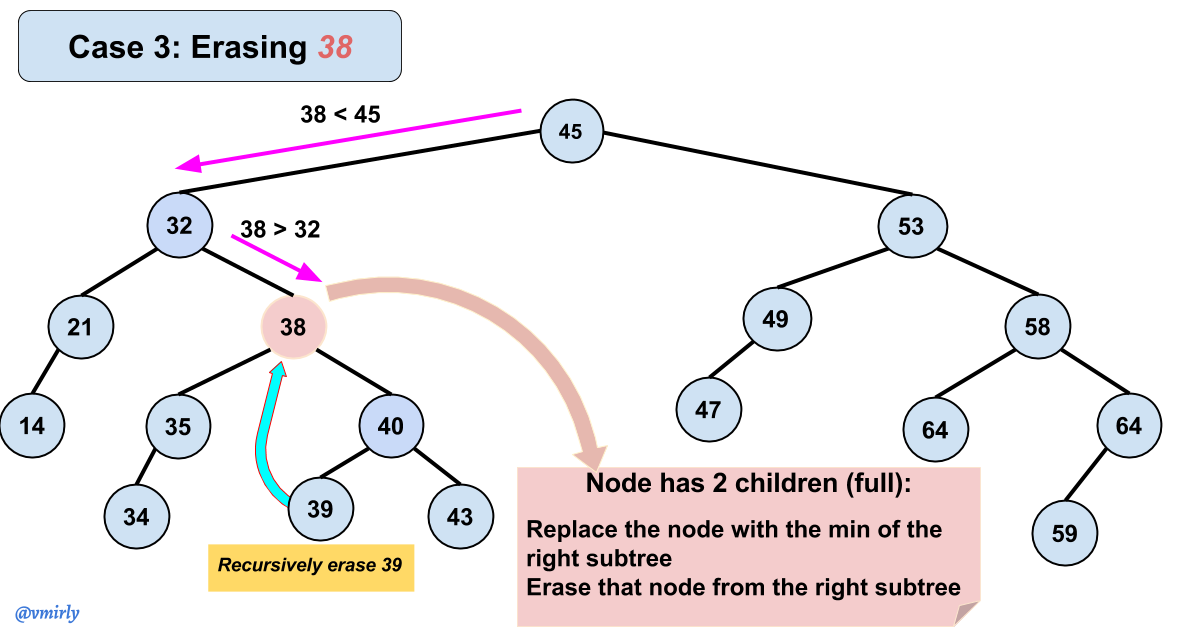 Case 3: Erasing 38
38 < 45
45
32
38 > 32
53
21
38
49
58
14
35
40
47
64
64
34
39
43
59
Node has 2 children (full):
Replace the node with the min of the
right subtree
Erase that node from the right subtree
Recursively erase 39
@vmirly